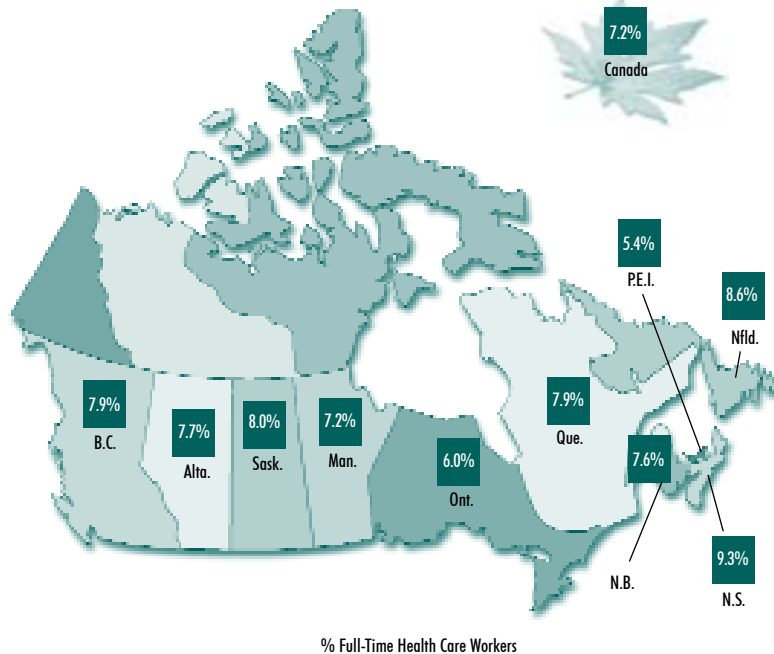 7.2%
Canada
5.4%
P.E.I.
8.6%
Nfld.
7.9%
B.C.
7.7%
Alta.
8.0%
Sask.
7.2%
Man.
6.0%
Ont.
7.9%
Que.
7.6%
N.B.
9.3%
N.S.
% Full-Time Health Care Workers